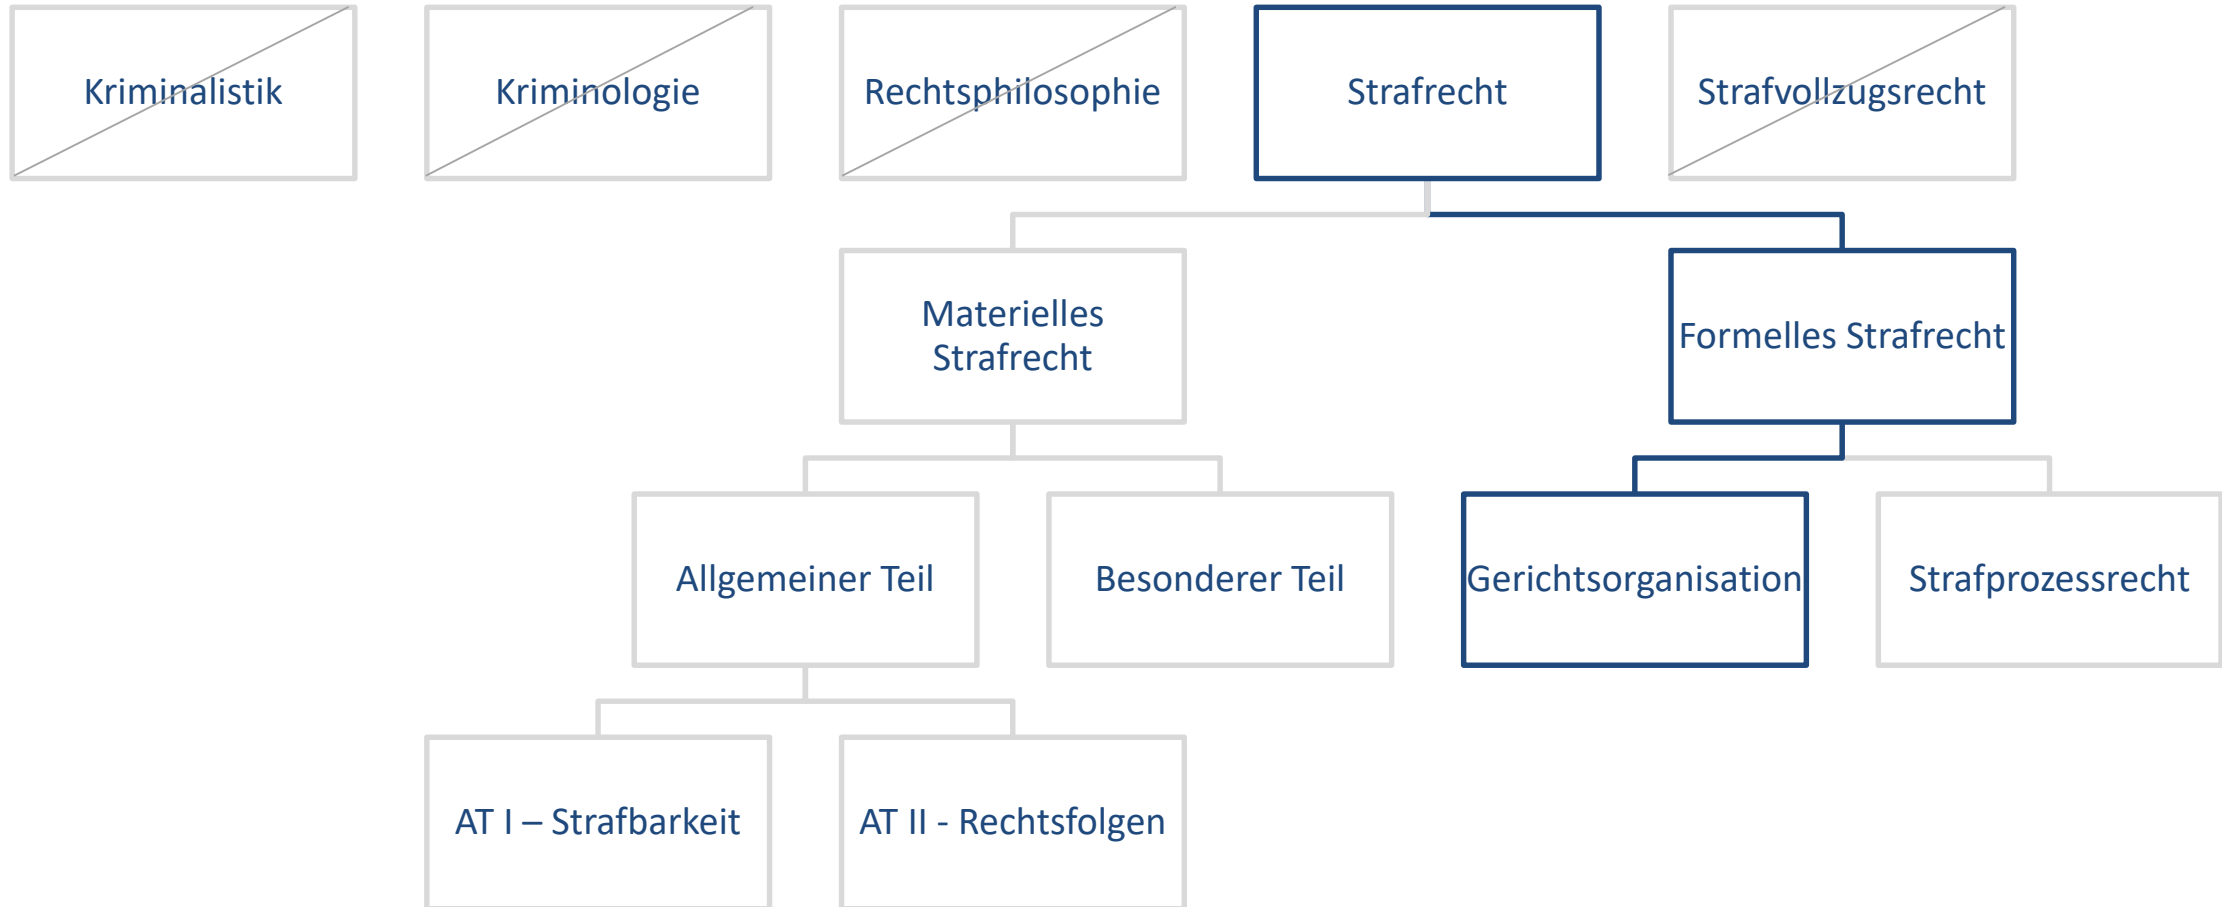 Kriminalistik
Kriminologie
Rechtsphilosophie
Strafrecht
Strafvollzugsrecht
Materielles
Strafrecht
Formelles Strafrecht
Allgemeiner Teil
Besonderer Teil
Gerichtsorganisation
Strafprozessrecht
AT I – Strafbarkeit
AT II - Rechtsfolgen